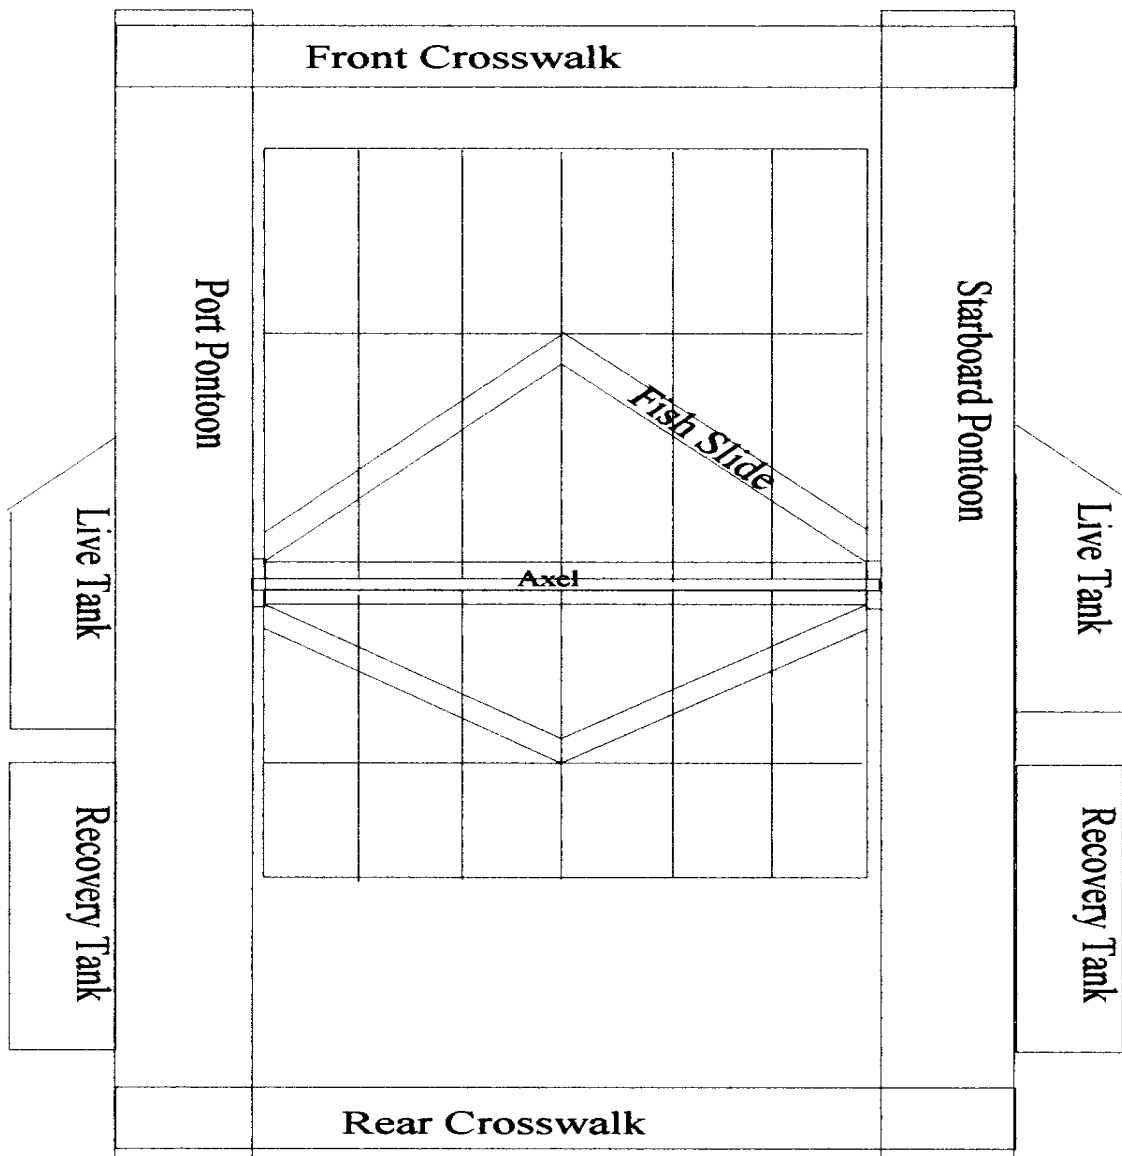 Front Crosswalk
Port Pontoon
Starboard Pontoon
Fish Slide
Live Tank
Live Tank
Axel
Recovery Tank
Recovery Tank
Rear Crosswalk